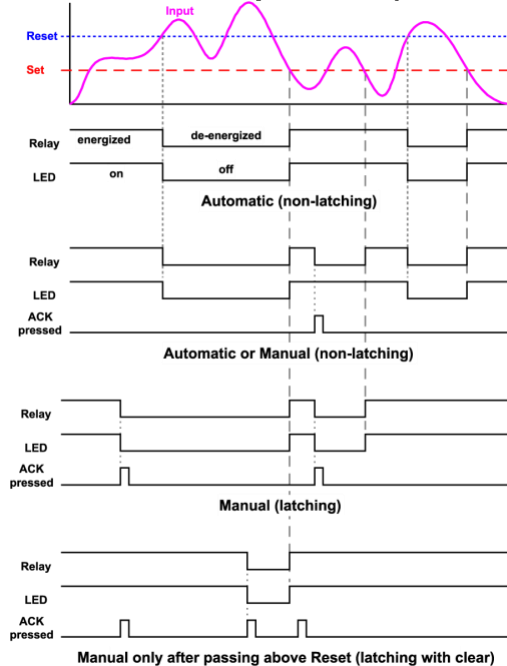 Input
Reset
Set
energized
de-energized
Relay
on
off
LED
Automatic (non-latching)
Relay
LED
ACK
pressed
Automatic or Manual (non-latching)
Relay
LED
ACK
pressed
Manual (latching)
Relay
LED
ACK
pressed
Manual only after passing above Reset (latching with clear)